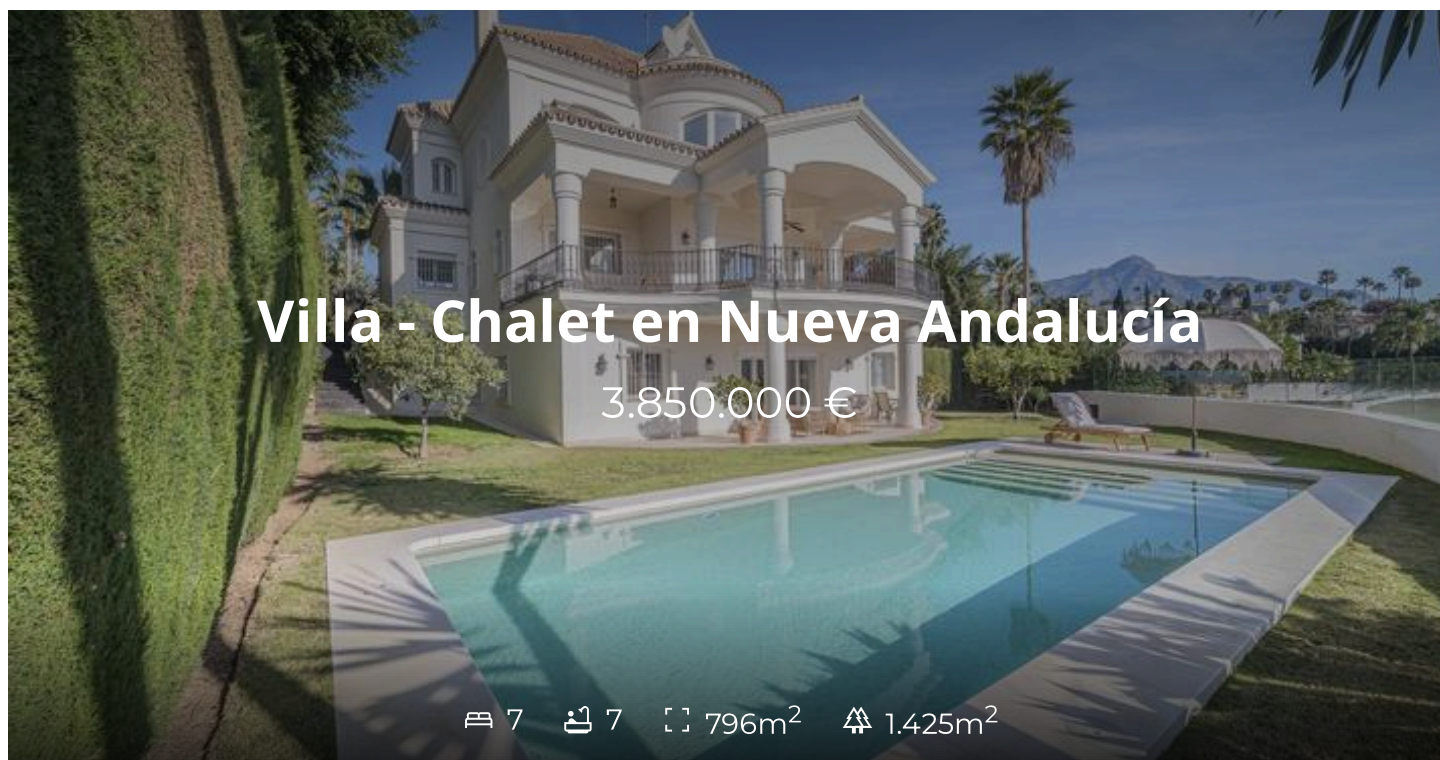 Villa - Chalet en Nueva Andalucía
3.850.000 €
7 7 796m² 1.425m²